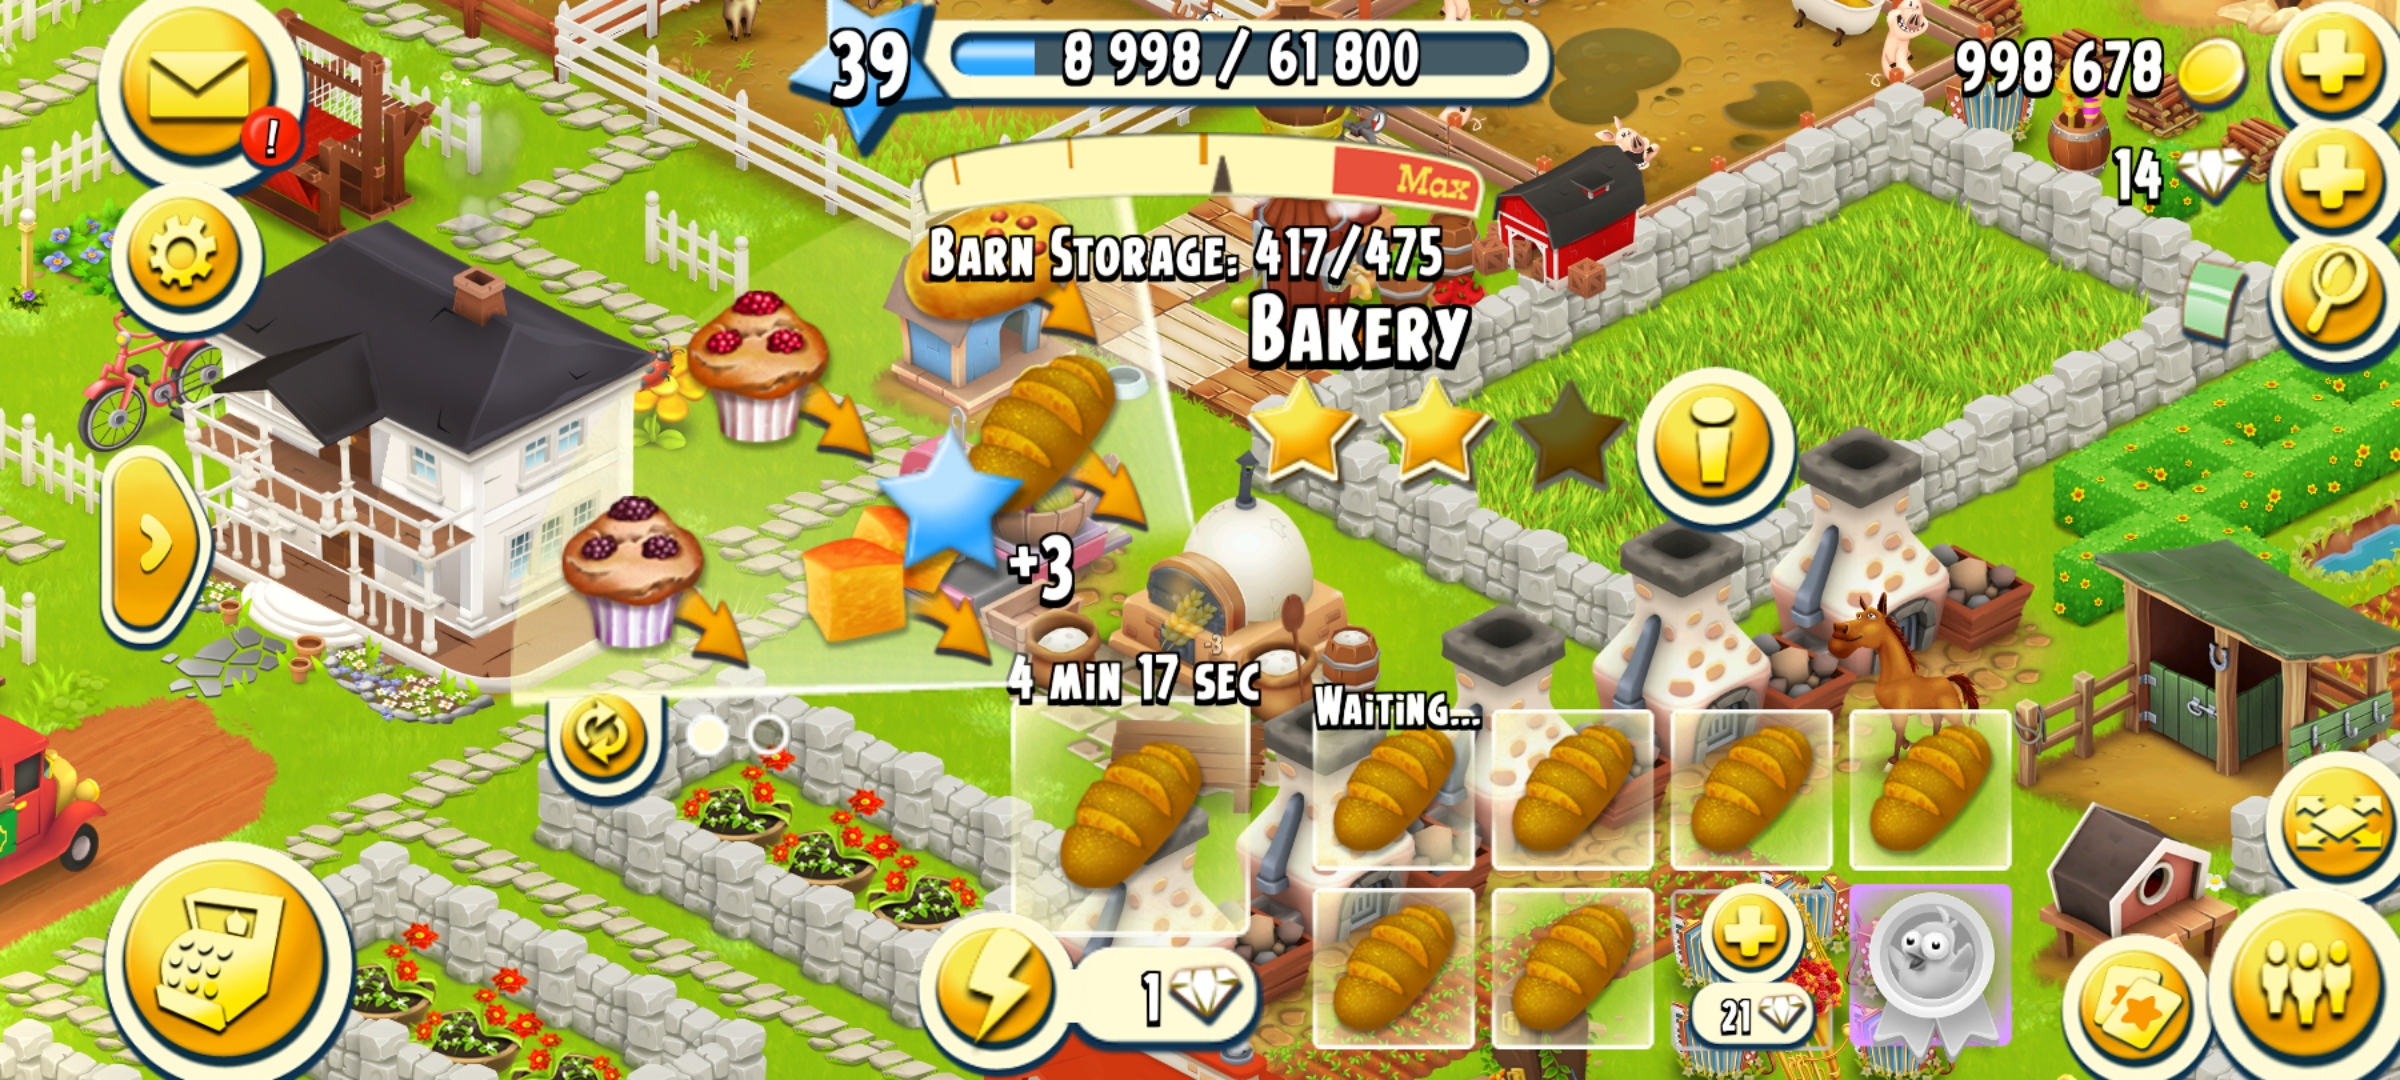 39
8 998 / 61 800
998 678
14
!
Max
Barn Storage: 417/475
Bakery
+3
-3
4 min 17 sec
Waiting...
1
21